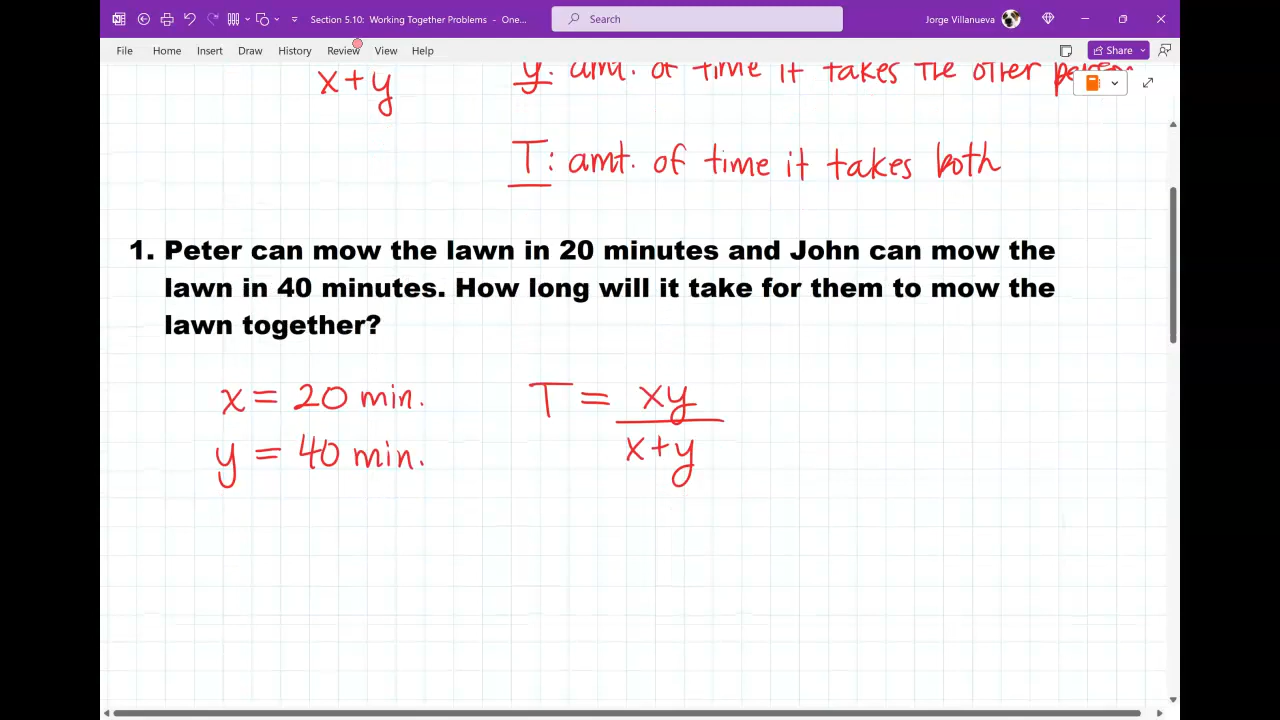 Section 5.10: Working Together Problems - One...
Search
Jorge Villanueva
File Home Insert Draw History Review View Help
Share
x+y
y: amt. of time it takes the other person
T: amt. of time it takes both
1. Peter can mow the lawn in 20 minutes and John can mow the
lawn in 40 minutes. How long will it take for them to mow the
lawn together?
x = 20 min.
y = 40 min.
T = xy
x+y